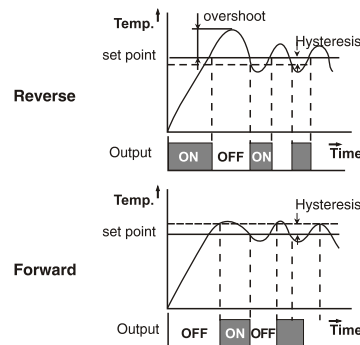 Temp.
overshoot
Hysteresis
set point
Reverse
Output
ON OFF ON
Time
Temp.
Hysteresis
set point
Forward
Output
OFF ON OFF
Time